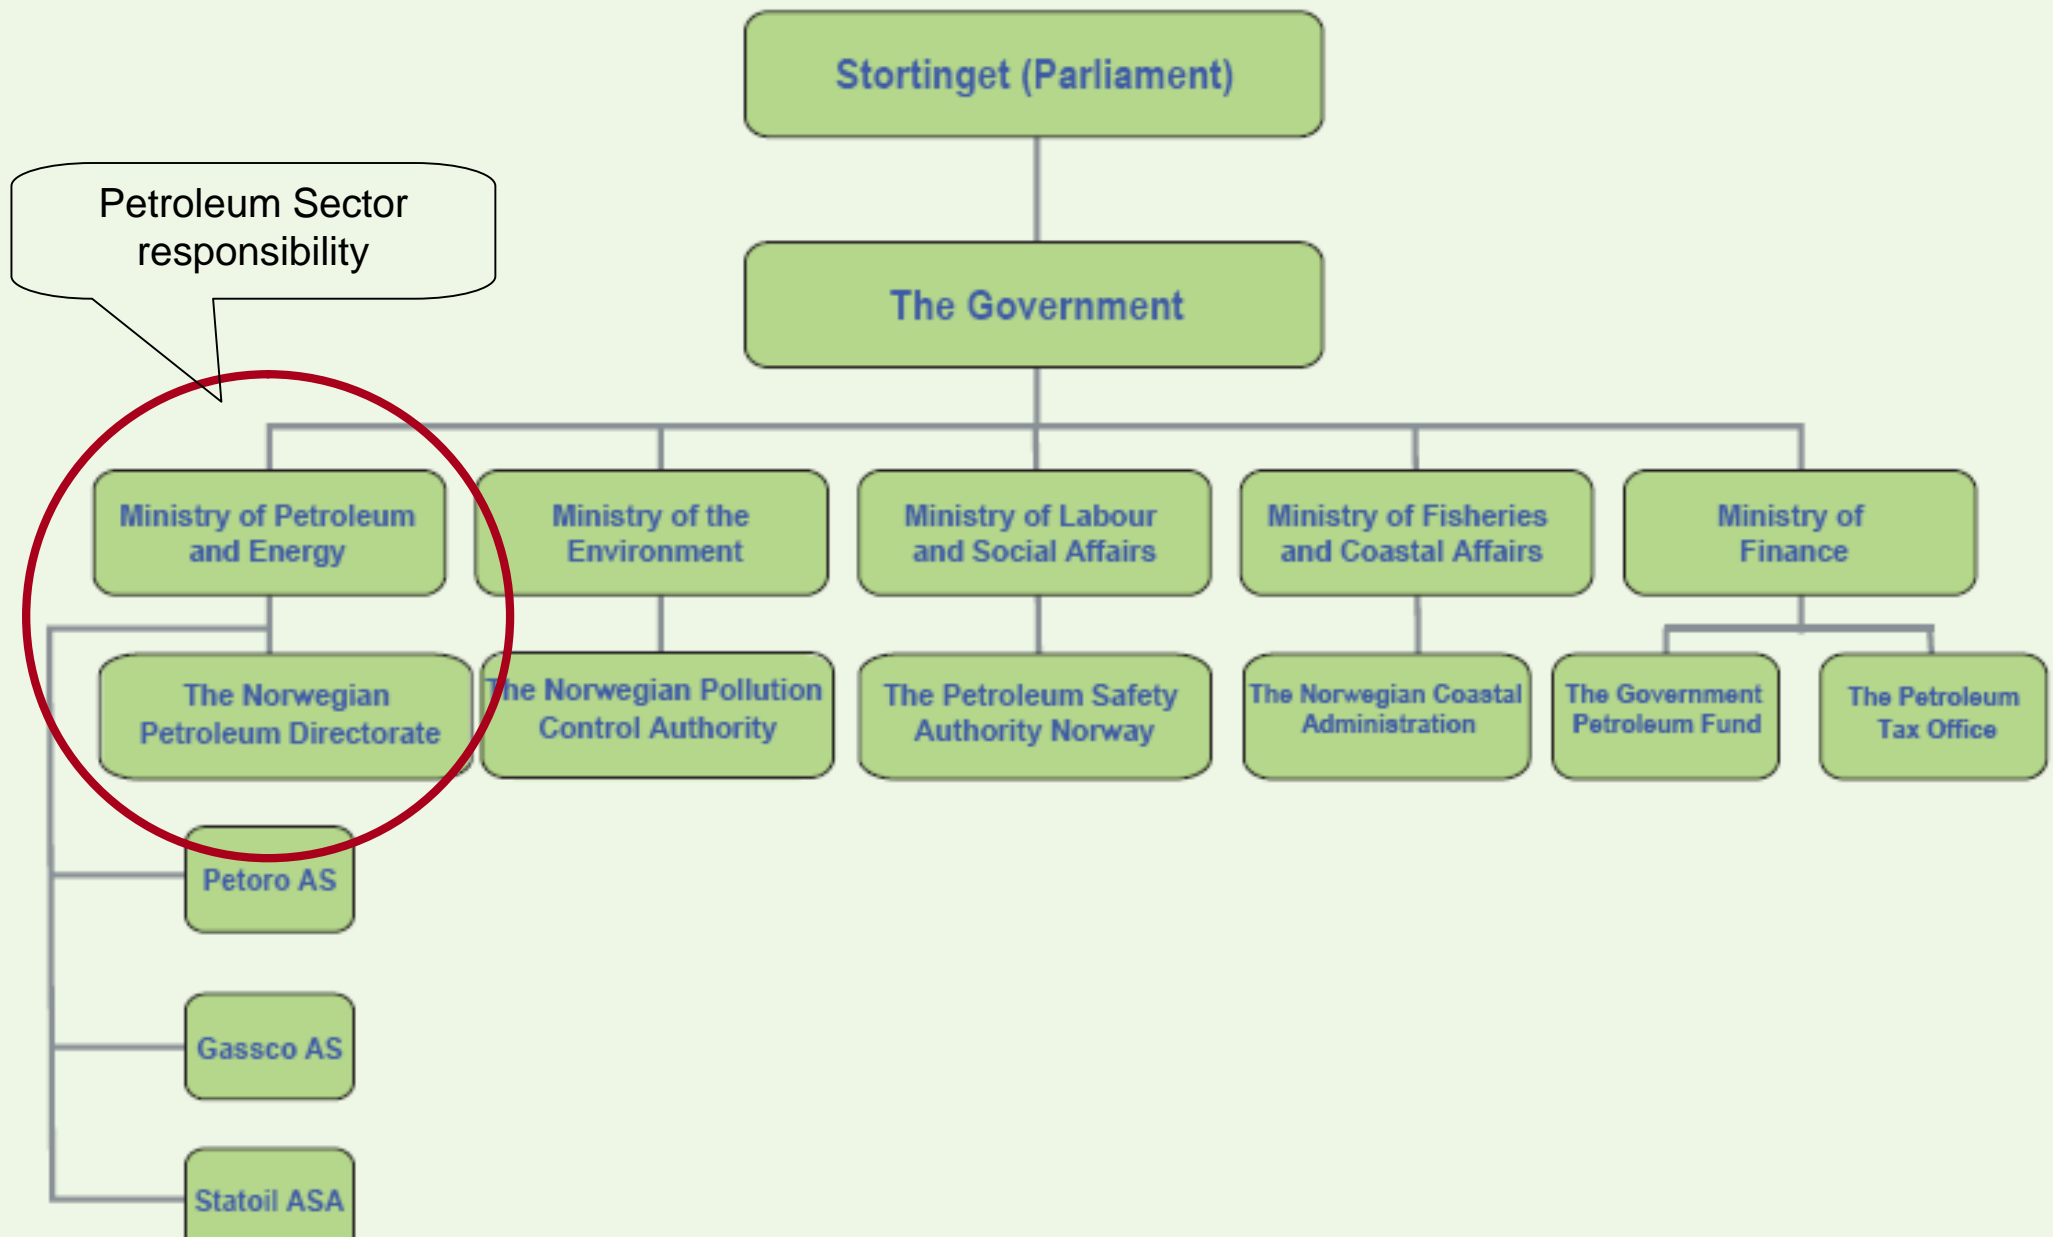 Stortinget (Parliament)
Petroleum Sector
responsibility
The Government
Ministry of Petroleum
and Energy
Ministry of the
Environment
Ministry of Labour
and Social Affairs
Ministry of Fisheries
and Coastal Affairs
Ministry of
Finance
The Norwegian
Petroleum Directorate
The Norwegian Pollution
Control Authority
The Petroleum Safety
Authority Norway
The Norwegian Coastal
Administration
The Government
Petroleum Fund
The Petroleum
Tax Office
Petoro AS
Gassco AS
Statoil ASA